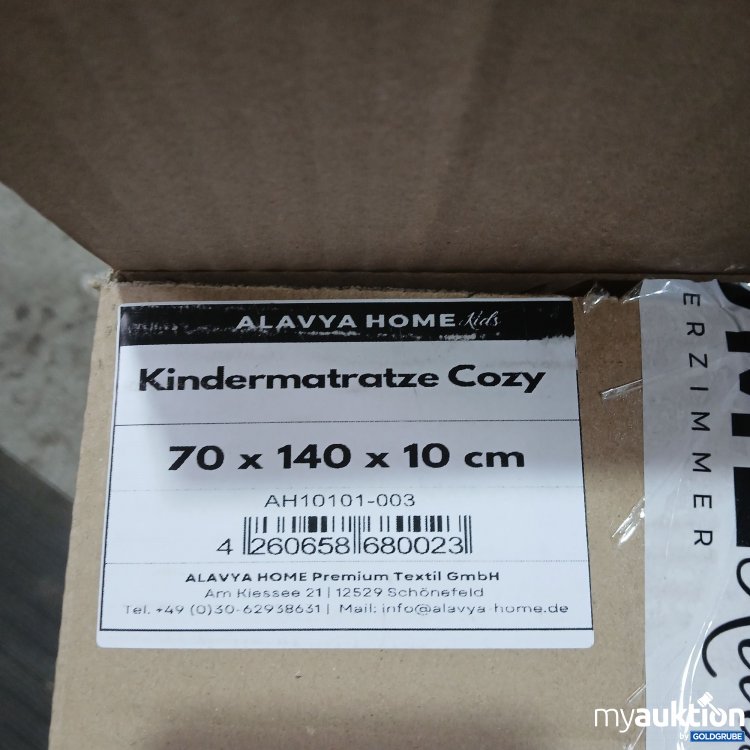 ALAVYA HOME Kids
Kindermatratze Cozy
70 x 140 x 10 cm
AH10101-003
4 260658 680023
ALAVYA HOME Premium Textil GmbH
Am Kiessee 21 | 12529 Schönefeld
Tel. +49 (0)30-62938631 | Mail: info@alavya-home.de
ERZIMMER
myauktion
by GOLDGRUBE